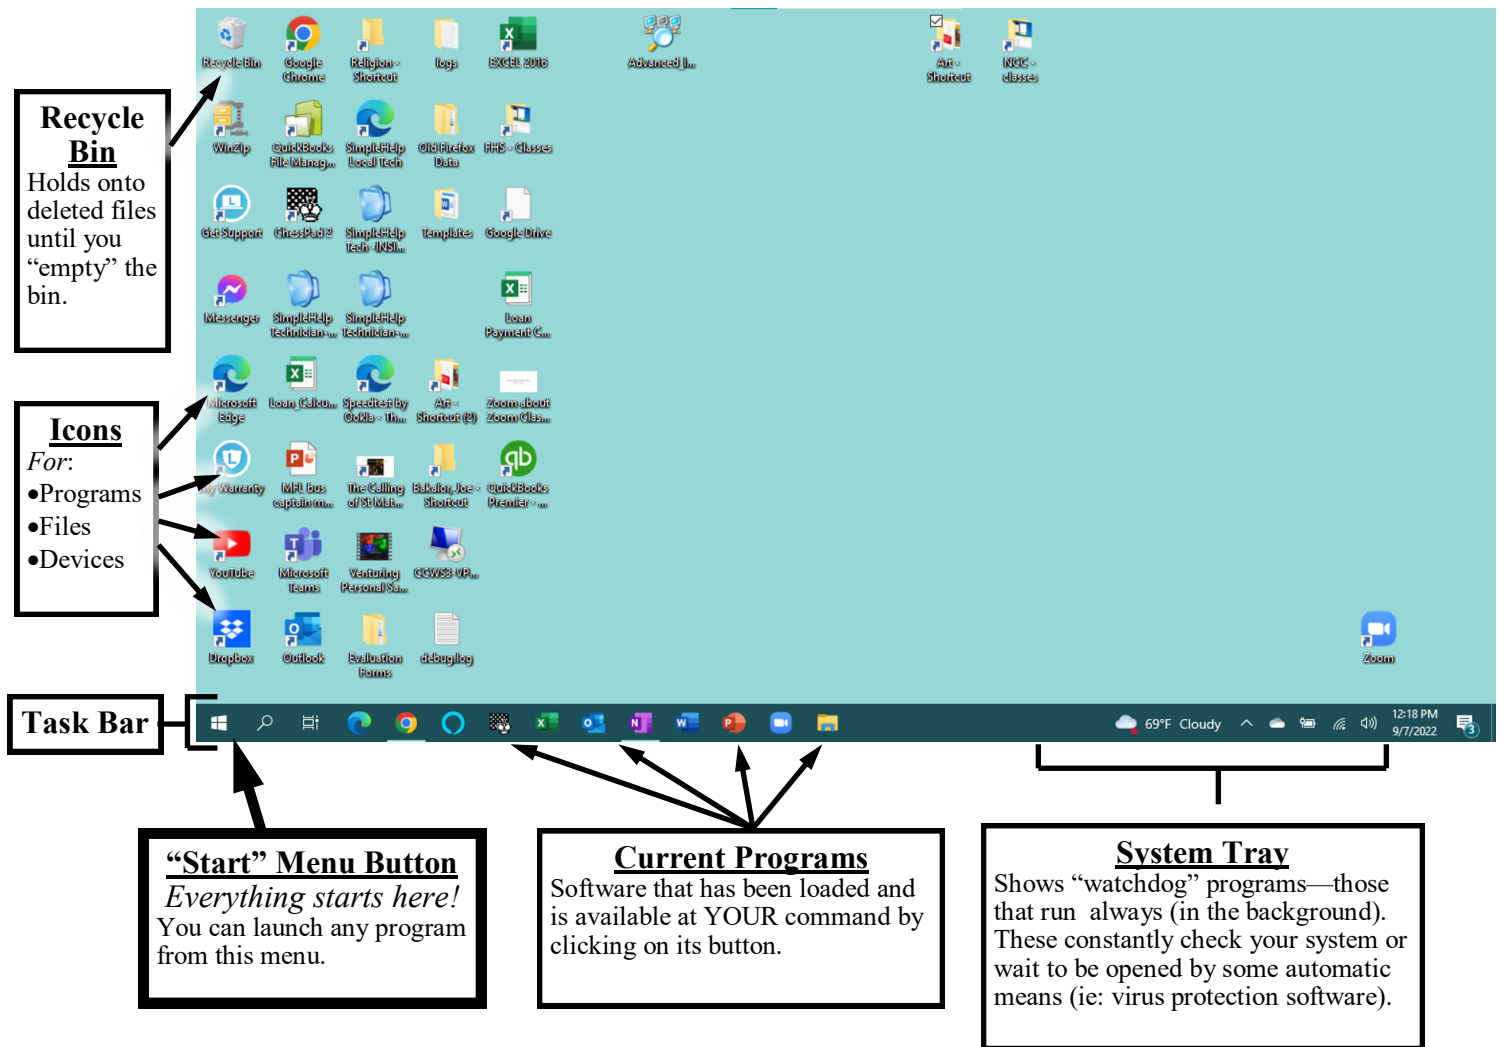 Recycle Bin
Google
Chrome
Religion -
Shortcut
logs
EXCEL 2016
Advanced_I...
Art -
Shortcut
NCC -
classes
Recycle
Bin
Holds onto
deleted files
until you
“empty” the
bin.
WinZip
QuickBooks
File Manag...
SimpleHelp
Local Tech
Old Firefox
Data
FHS - Classes
Get Support
ChessPad 2
SimpleHelp
Tech -INSI...
Templates
Google Drive
Messenger
SimpleHelp
Technician-...
SimpleHelp
Technician-...
Loan
Payment C...
Icons
For:
•Programs
•Files
•Devices
Microsoft
Edge
Loan_Calcu...
Speedtest by
Ookla - Th...
Art -
Shortcut (2)
Zoom about
Zoom Clas...
My Warranty
MFL bus
captain m...
The Calling
of St Mat...
Bakalor, Joe -
Shortcut
QuickBooks
Premier - ...
YouTube
Microsoft
Teams
Venturing
Personal Sa...
CCWS3-VP...
Dropbox
Outlook
Evaluation
Forms
debug.log
Zoom
Task Bar
69°F Cloudy
12:18 PM
9/7/2022
3
“Start” Menu Button
Everything starts here!
You can launch any program
from this menu.
Current Programs
Software that has been loaded and
is available at YOUR command by
clicking on its button.
System Tray
Shows “watchdog” programs—those
that run  always (in the background).
These constantly check your system or
wait to be opened by some automatic
means (ie: virus protection software).